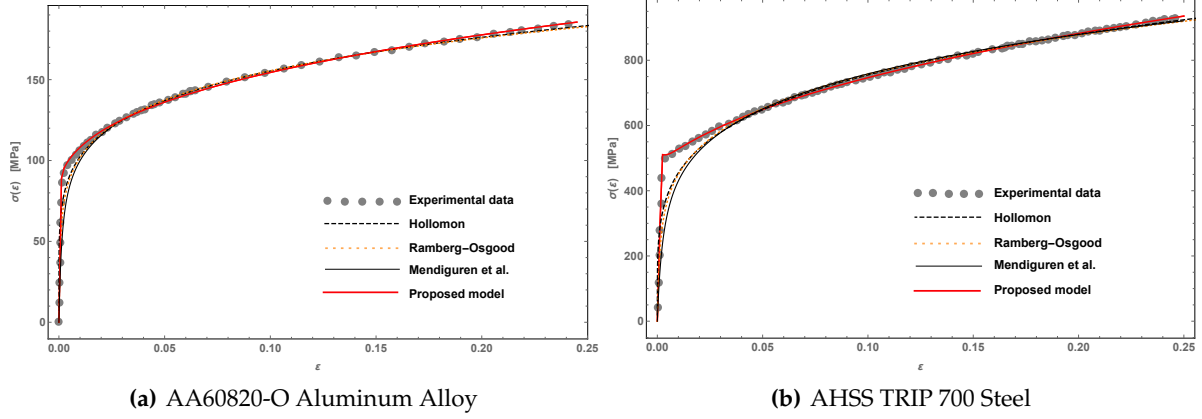 150
100
50
0
σ(ε) [MPa]
0.00 0.05 0.10 0.15 0.20 0.25
ε
Experimental data
Hollomon
Ramberg–Osgood
Mendiguren et al.
Proposed model
(a) AA60820-O Aluminum Alloy
800
600
400
200
0
σ(ε) [MPa]
0.00 0.05 0.10 0.15 0.20 0.25
ε
Experimental data
Hollomon
Ramberg–Osgood
Mendiguren et al.
Proposed model
(b) AHSS TRIP 700 Steel